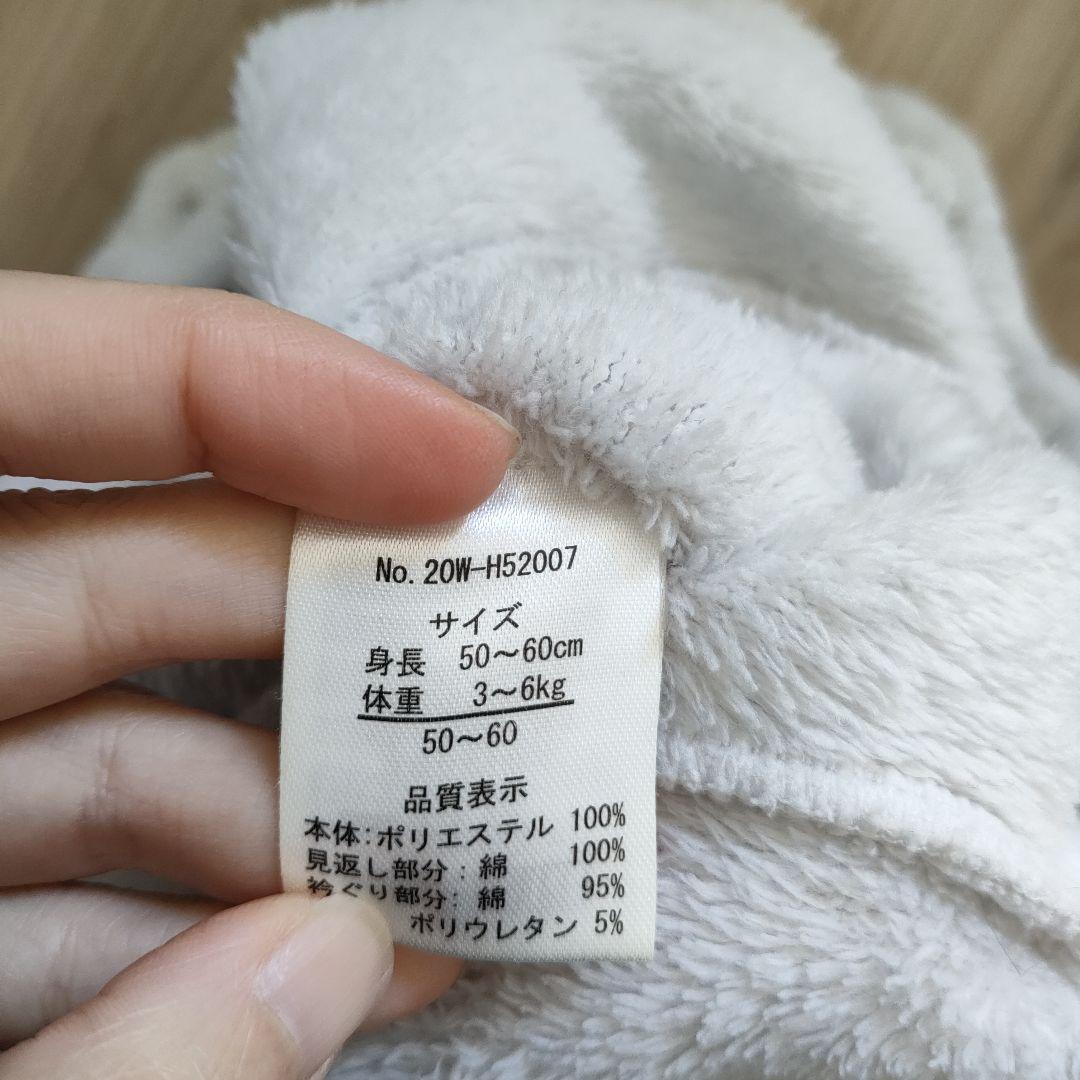 No. 20W-H52007
サイズ
身長 50〜60cm
体重 3〜6kg
50〜60
品質表示
本体:ポリエステル 100%
見返し部分:綿 100%
衿ぐり部分:綿 95%
ポリウレタン 5%